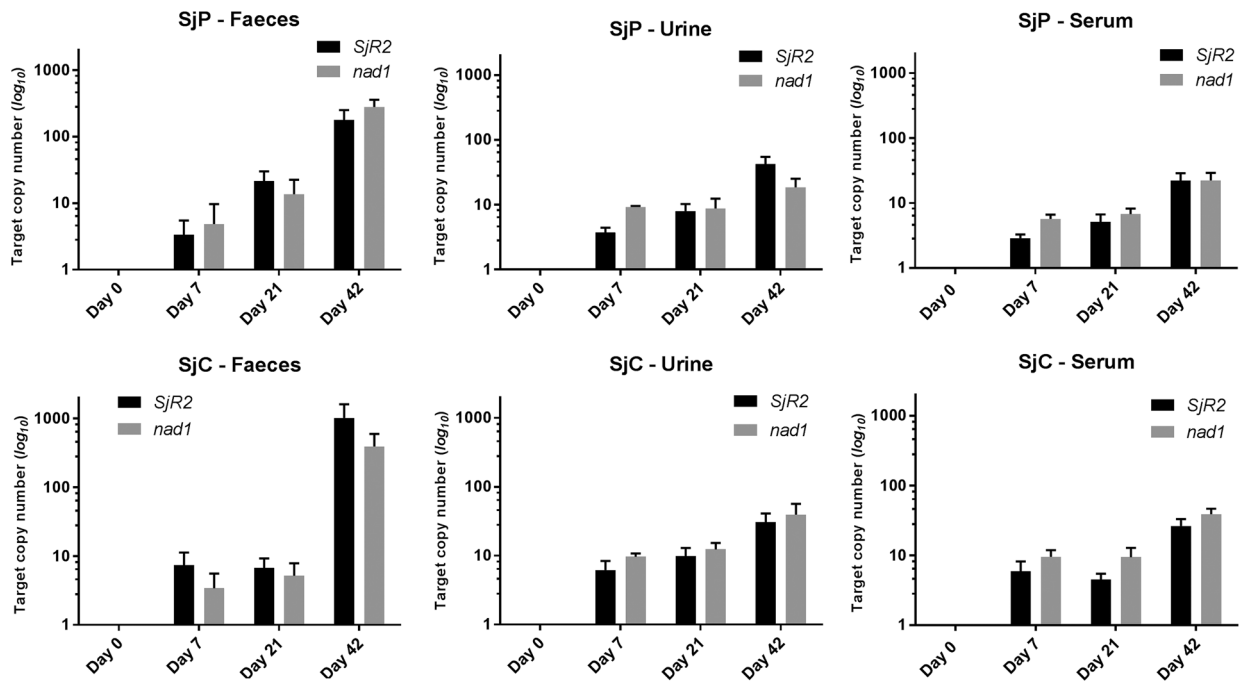 SjP - Faeces
Target copy number (log10)
1000
100
10
1
SjR2
nad1
Day 0
Day 7
Day 21
Day 42
SjP - Urine
Target copy number (log10)
1000
100
10
1
SjR2
nad1
Day 0
Day 7
Day 21
Day 42
SjP - Serum
Target copy number (log10)
1000
100
10
1
SjR2
nad1
Day 0
Day 7
Day 21
Day 42
SjC - Faeces
Target copy number (log10)
1000
100
10
1
SjR2
nad1
Day 0
Day 7
Day 21
Day 42
SjC - Urine
Target copy number (log10)
1000
100
10
1
SjR2
nad1
Day 0
Day 7
Day 21
Day 42
SjC - Serum
Target copy number (log10)
1000
100
10
1
SjR2
nad1
Day 0
Day 7
Day 21
Day 42